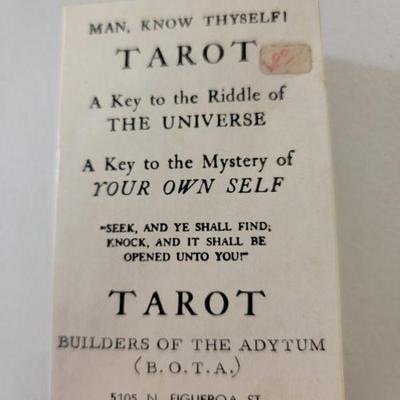 MAN, KNOW THYSELF!
TAROT
A Key to the Riddle of
THE UNIVERSE
A Key to the Mystery of
YOUR OWN SELF
"SEEK, AND YE SHALL FIND;
KNOCK, AND IT SHALL BE
OPENED UNTO YOU!"
TAROT
BUILDERS OF THE ADYTUM
(B.O.T.A.)
5105 N. FIGUEROA ST.